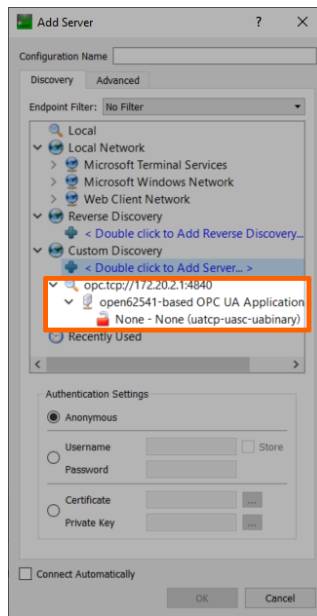 Add Server
?
Configuration Name
Discovery
Advanced
Endpoint Filter:
No Filter
Local
Local Network
Microsoft Terminal Services
Microsoft Windows Network
Web Client Network
Reverse Discovery
< Double click to Add Reverse Discovery...
Custom Discovery
< Double click to Add Server... >
opc.tcp://172.20.2.1:4840
open62541-based OPC UA Application
None - None (uatcp-uasc-uabinary)
Recently Used
Authentication Settings
Anonymous
Username
Store
Password
Certificate
...
Private Key
...
Connect Automatically
OK
Cancel